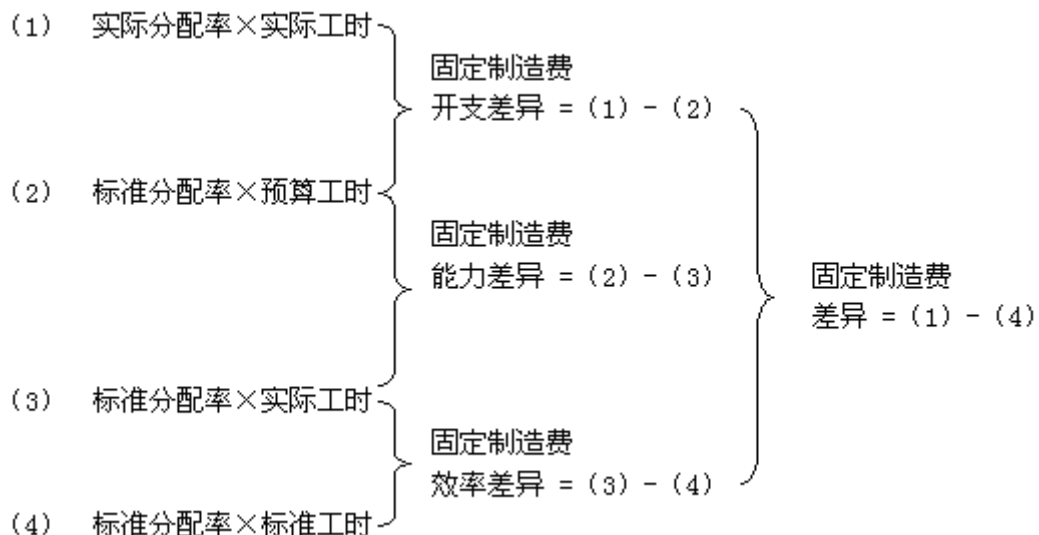 (1) 实际分配率×实际工时
固定制造费
开支差异 = (1) - (2)
(2) 标准分配率×预算工时
固定制造费
能力差异 = (2) - (3)
固定制造费
差异 = (1) - (4)
(3) 标准分配率×实际工时
固定制造费
效率差异 = (3) - (4)
(4) 标准分配率×标准工时